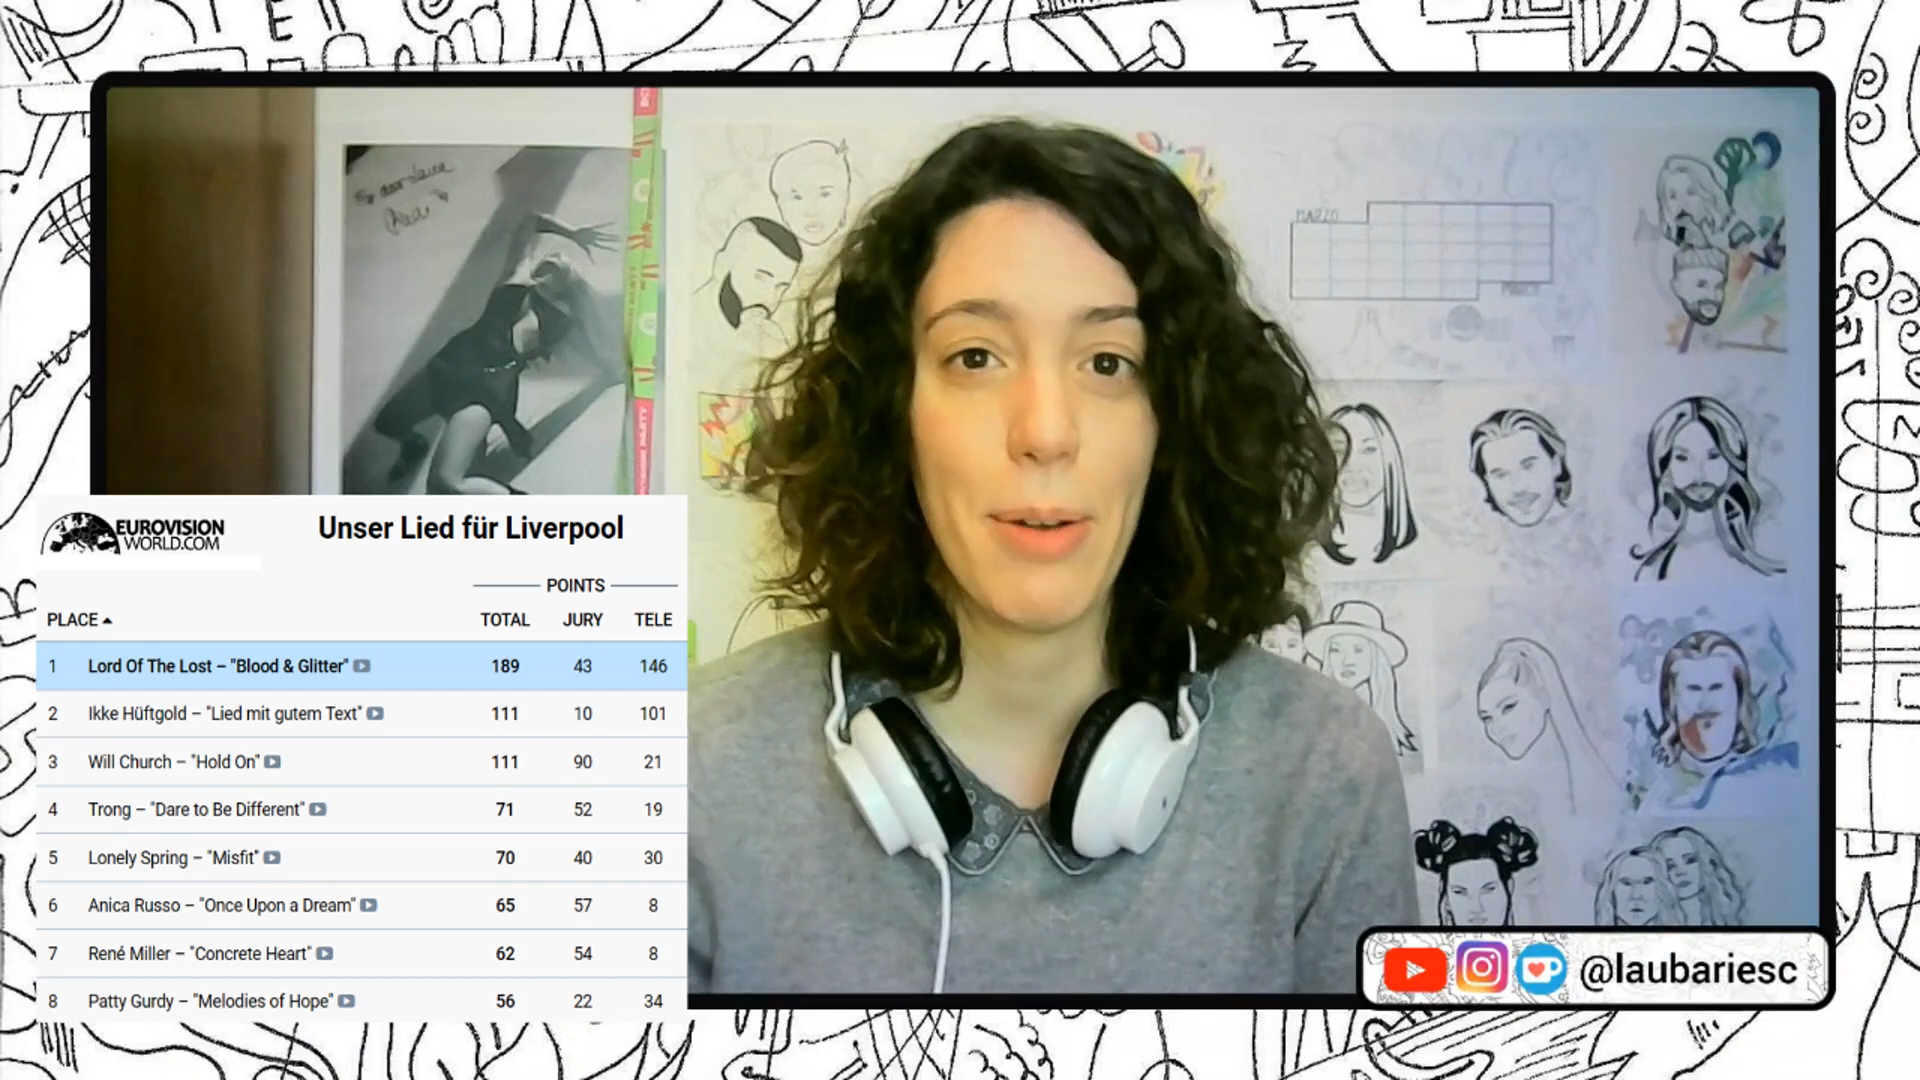 MARZO
EUROVISION
WORLD.COM
Unser Lied für Liverpool
POINTS
PLACE TOTAL JURY TELE
1 Lord Of The Lost – "Blood & Glitter" 189 43 146
2 Ikke Hüftgold – "Lied mit gutem Text" 111 10 101
3 Will Church – "Hold On" 111 90 21
4 Trong – "Dare to Be Different" 71 52 19
5 Lonely Spring – "Misfit" 70 40 30
6 Anica Russo – "Once Upon a Dream" 65 57 8
7 René Miller – "Concrete Heart" 62 54 8
8 Patty Gurdy – "Melodies of Hope" 56 22 34
@laubariesc